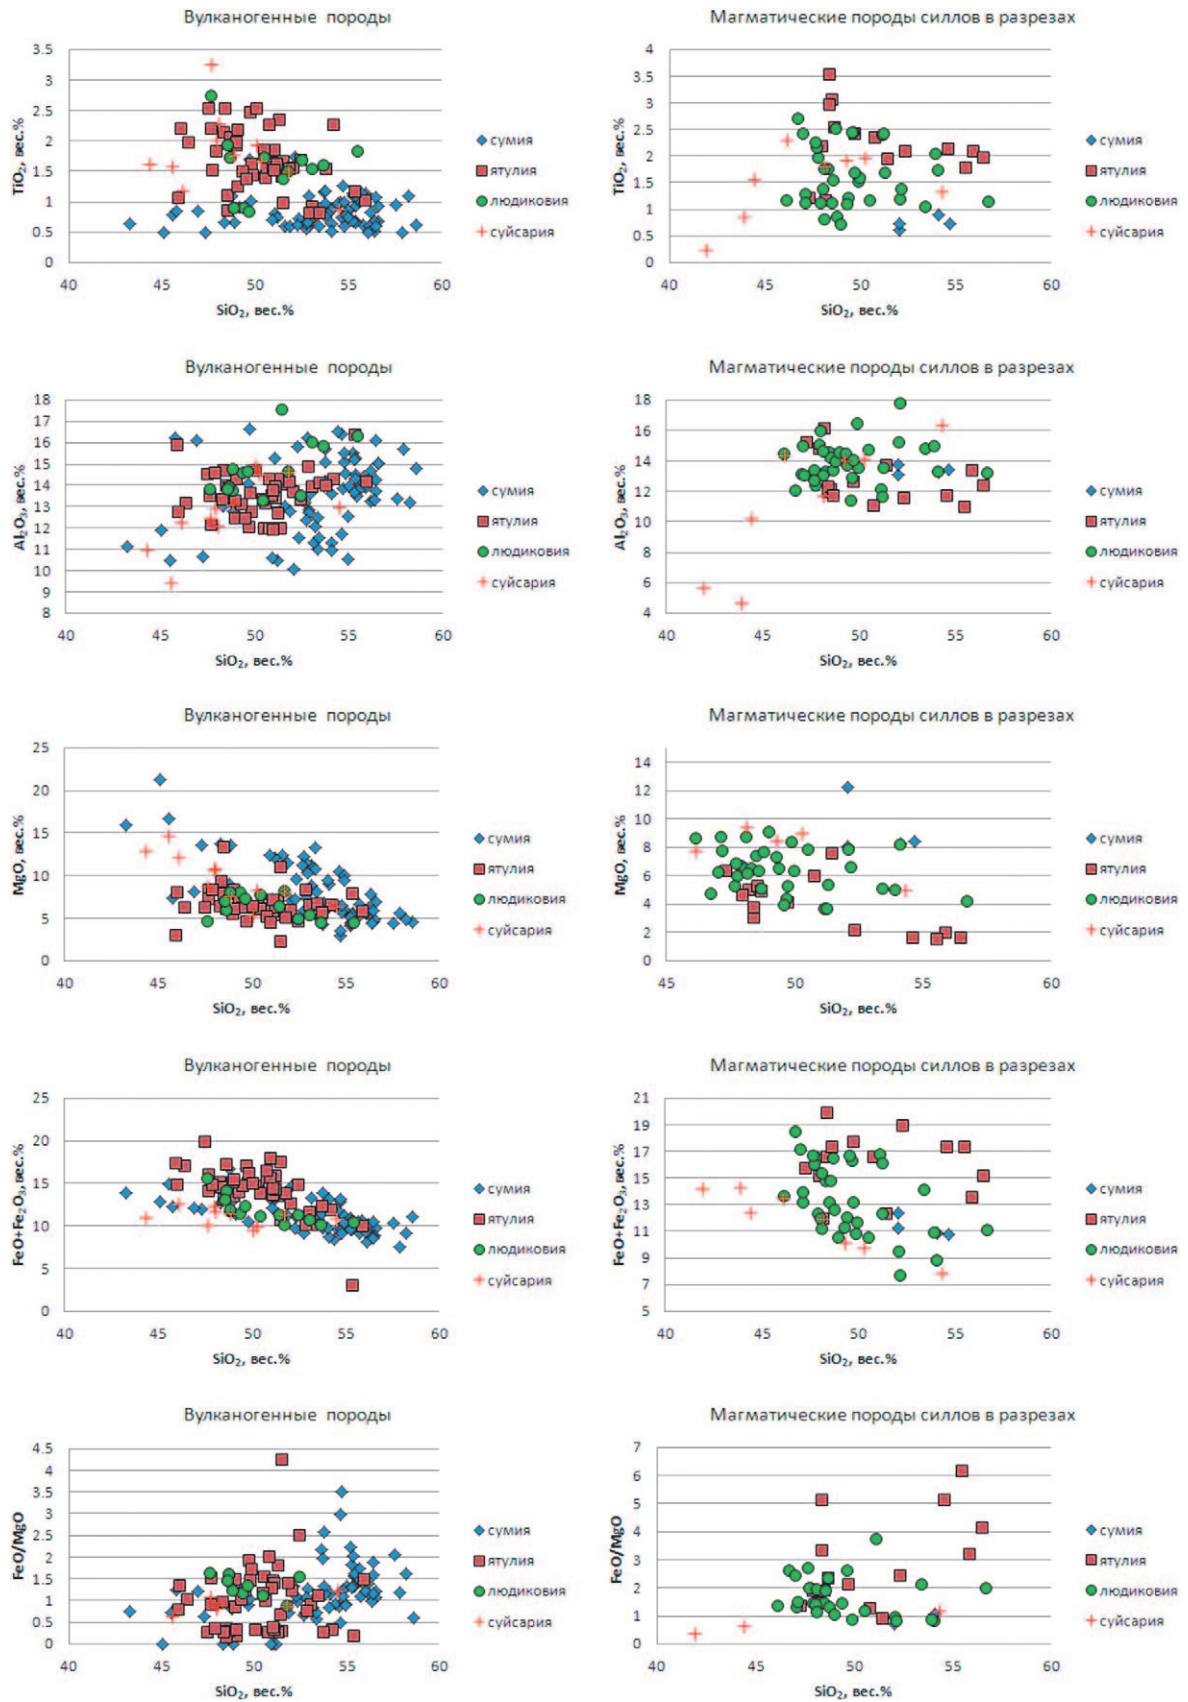 Вулканогенные породы
TiO₂, вес.%
3.5
3
2.5
2
1.5
1
0.5
0
40 45 50 55 60
SiO₂, вес.%
сумия
ятулия
людиковия
суйсария
Магматические породы силлов в разрезах
TiO₂, вес.%
4
3.5
3
2.5
2
1.5
1
0.5
0
40 45 50 55 60
SiO₂, вес.%
сумия
ятулия
людиковия
суйсария
Вулканогенные породы
Al₂O₃, вес.%
18
17
16
15
14
13
12
11
10
9
8
40 45 50 55 60
SiO₂, вес.%
сумия
ятулия
людиковия
суйсария
Магматические породы силлов в разрезах
Al₂O₃, вес.%
18
16
14
12
10
8
6
4
40 45 50 55 60
SiO₂, вес.%
сумия
ятулия
людиковия
суйсария
Вулканогенные породы
MgO, вес.%
25
20
15
10
5
0
40 45 50 55 60
SiO₂, вес.%
сумия
ятулия
людиковия
суйсария
Магматические породы силлов в разрезах
MgO, вес.%
14
12
10
8
6
4
2
0
45 50 55 60
SiO₂, вес.%
сумия
ятулия
людиковия
суйсария
Вулканогенные породы
FeO+Fe₂O₃, вес.%
25
20
15
10
5
0
40 45 50 55 60
SiO₂, вес.%
сумия
ятулия
людиковия
суйсария
Магматические породы силлов в разрезах
FeO+Fe₂O₃, вес.%
21
19
17
15
13
11
9
7
5
40 45 50 55 60
SiO₂, вес.%
сумия
ятулия
людиковия
суйсария
Вулканогенные породы
FeO/MgO
4.5
4
3.5
3
2.5
2
1.5
1
0.5
0
40 45 50 55 60
SiO₂, вес.%
сумия
ятулия
людиковия
суйсария
Магматические породы силлов в разрезах
FeO/MgO
7
6
5
4
3
2
1
0
40 45 50 55 60
SiO₂, вес.%
сумия
ятулия
людиковия
суйсария